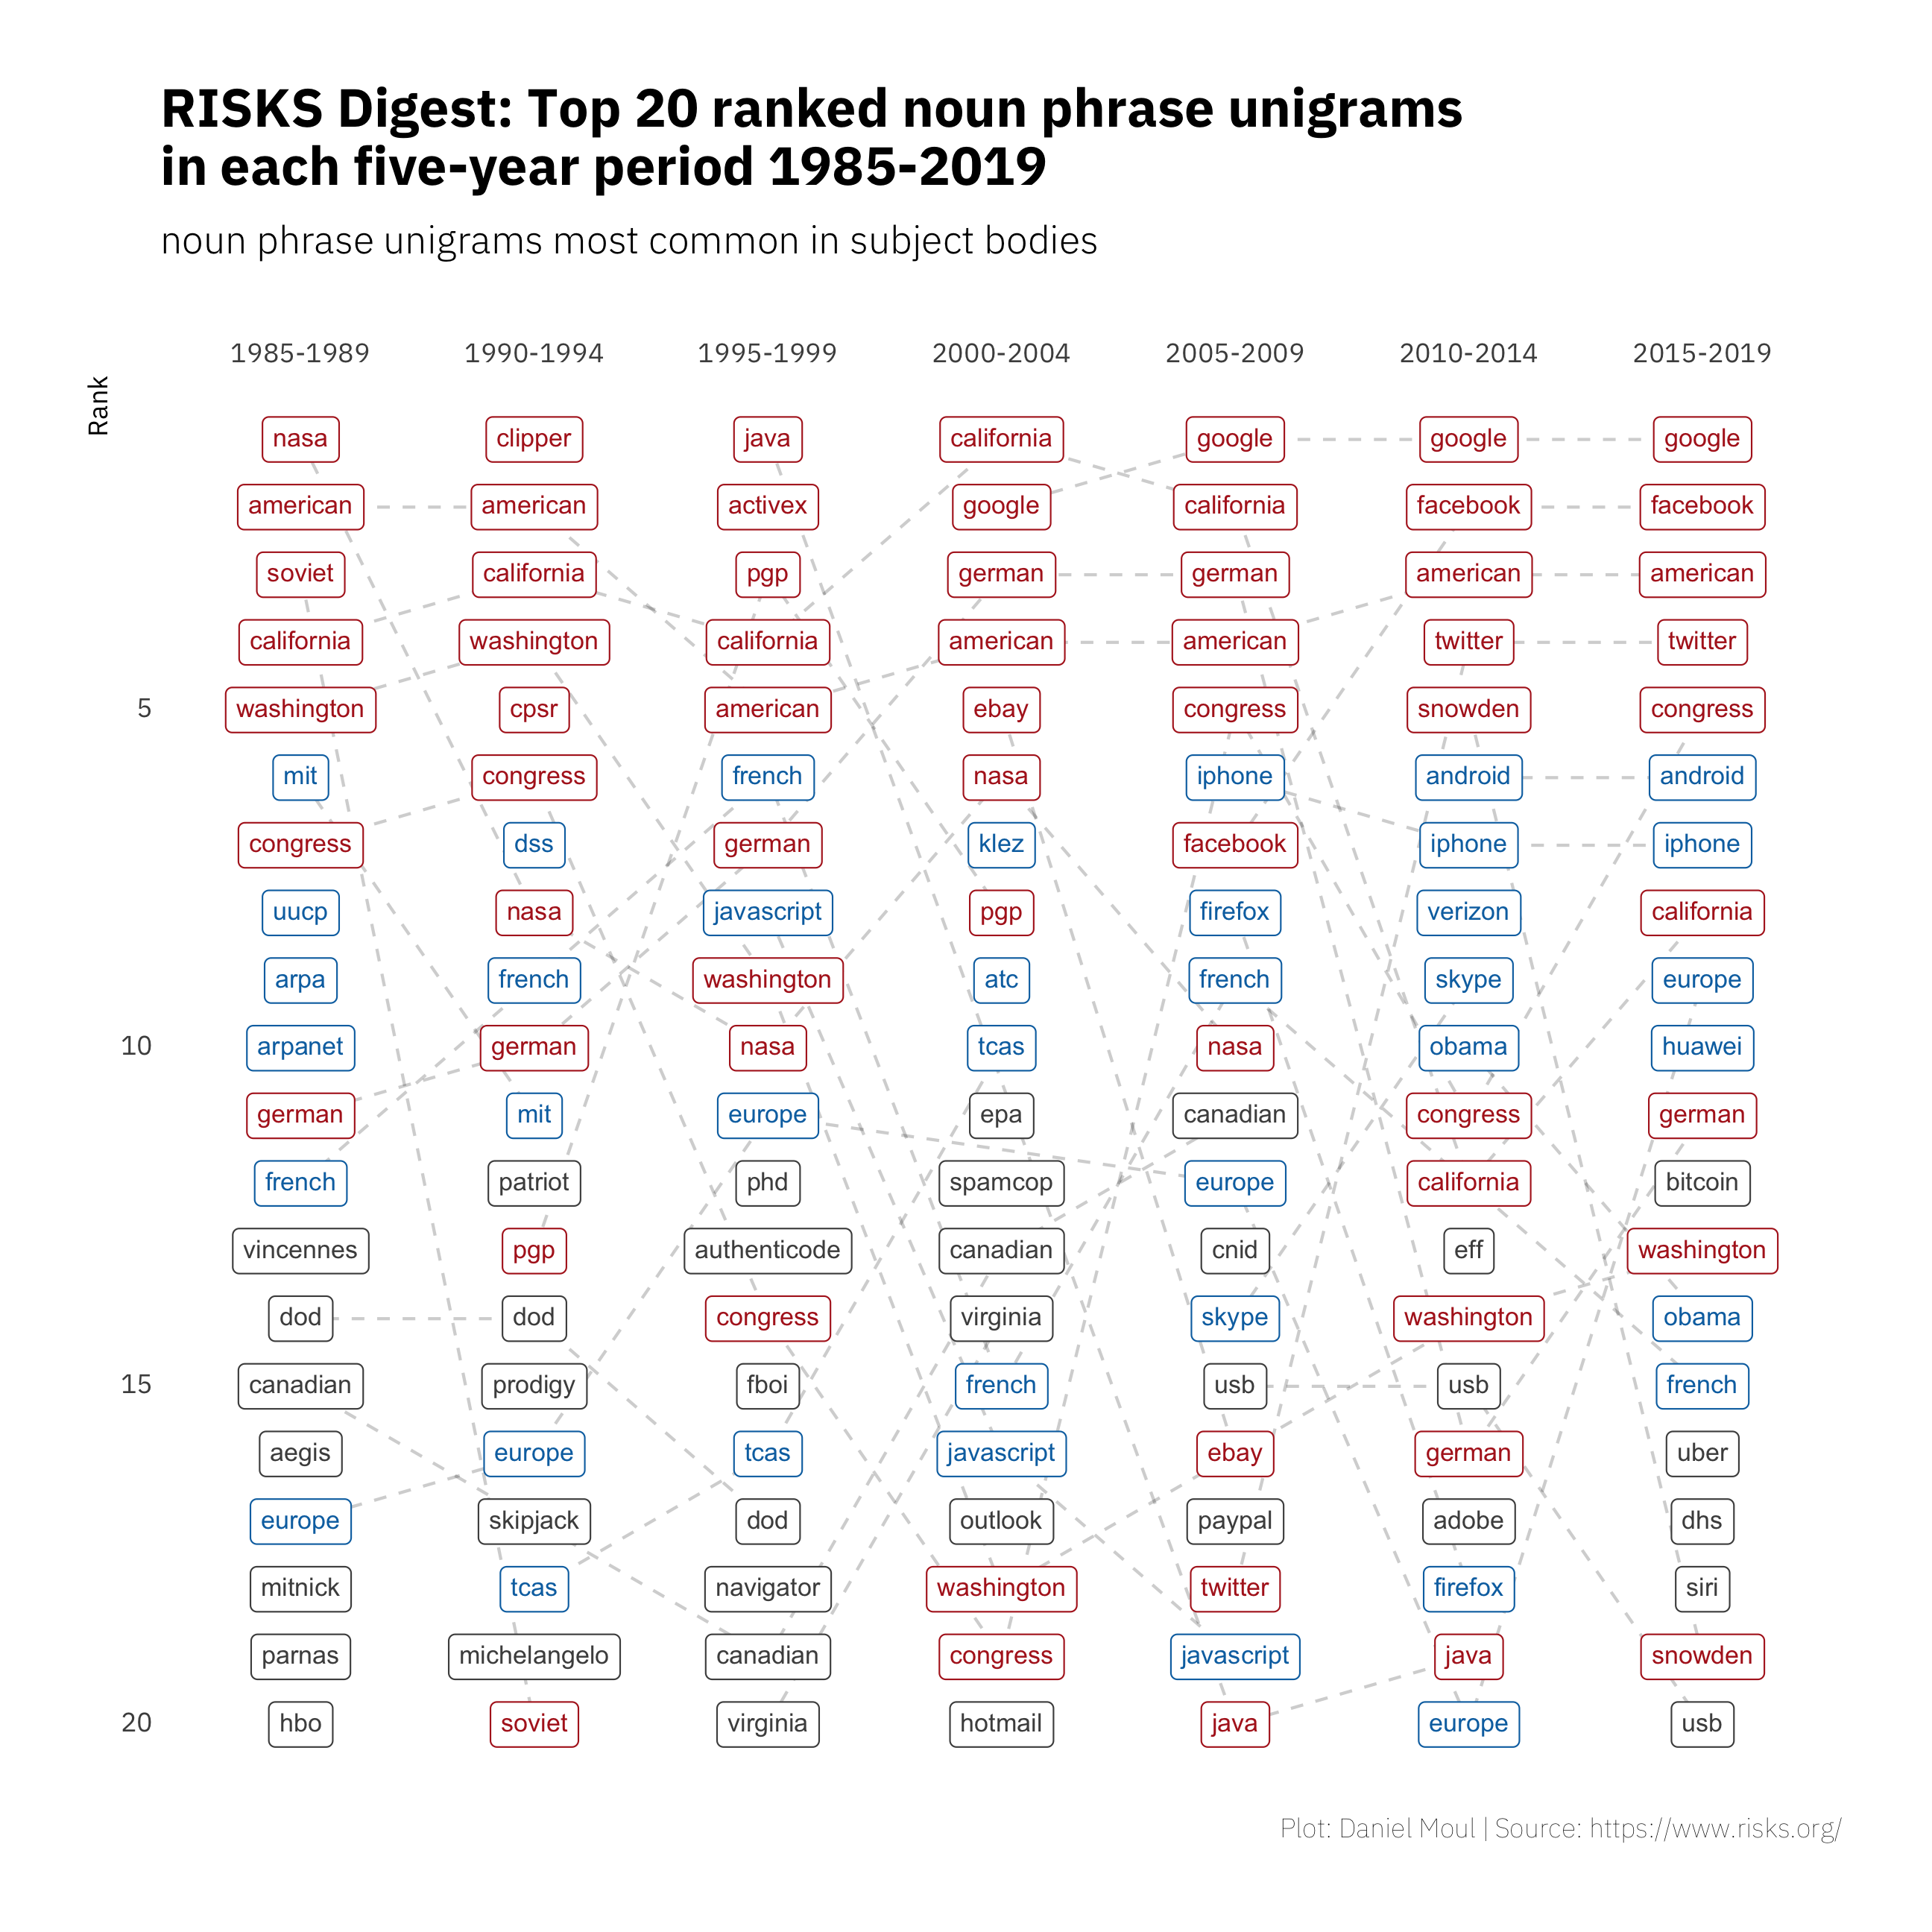 RISKS Digest: Top 20 ranked noun phrase unigrams
in each five-year period 1985-2019
noun phrase unigrams most common in subject bodies
1985-1989 1990-1994 1995-1999 2000-2004 2005-2009 2010-2014 2015-2019
Rank
nasa clipper java california google google google
american american activex google california facebook facebook
soviet california pgp german german american american
california washington california american american twitter twitter
5 washington cpsr american ebay congress snowden congress
mit congress french nasa iphone android android
congress dss german klez facebook iphone iphone
uucp nasa javascript pgp firefox verizon california
arpa french washington atc french skype europe
10 arpanet german nasa tcas nasa obama huawei
german mit europe epa canadian congress german
french patriot phd spamcop europe california bitcoin
vincennes pgp authenticode canadian cnid eff washington
dod dod congress virginia skype washington obama
15 canadian prodigy fboi french usb usb french
aegis europe tcas javascript ebay german uber
europe skipjack dod outlook paypal adobe dhs
mitnick tcas navigator washington twitter firefox siri
parnas michelangelo canadian congress javascript java snowden
20 hbo soviet virginia hotmail java europe usb
Plot: Daniel Moul | Source: https://www.risks.org/